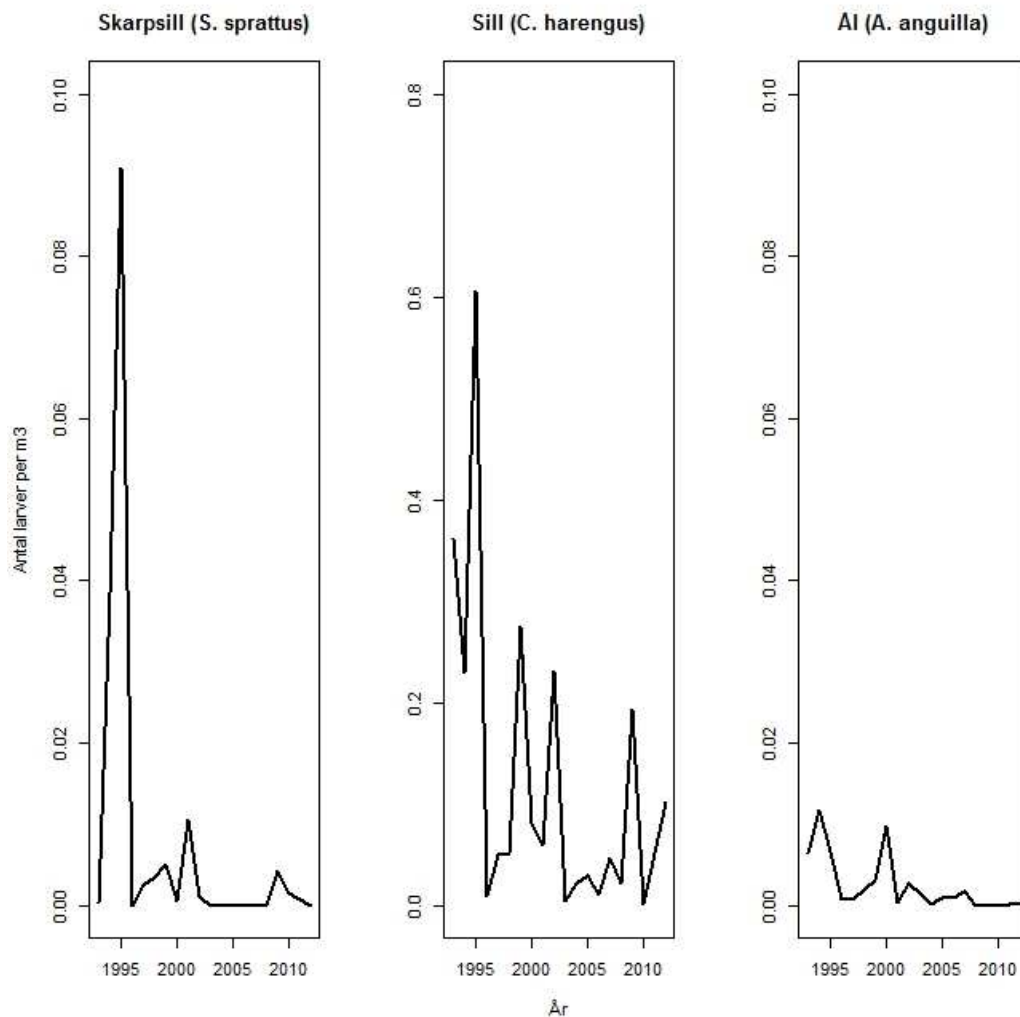 Skarpsill (S. sprattus)
Sill (C. harengus)
Ål (A. anguilla)
Antal larver per m3
0.10
0.08
0.06
0.04
0.02
0.00
1995 2000 2005 2010
0.8
0.6
0.4
0.2
0.0
1995 2000 2005 2010
0.10
0.08
0.06
0.04
0.02
0.00
1995 2000 2005 2010
År